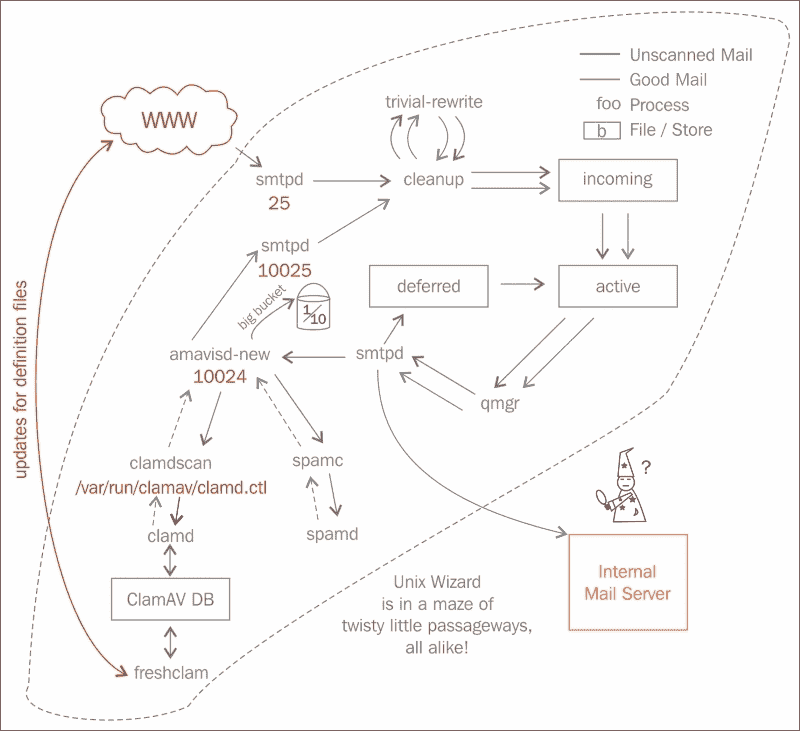 Unscanned Mail
Good Mail
foo Process
b File / Store
WWW
trivial-rewrite
smtpd
25
cleanup
incoming
smtpd
10025
deferred
active
big bucket
1/10
amavisd-new
10024
smtpd
qmgr
updates for definition files
clamdscan
/var/run/clamav/clamd.ctl
spamc
?
clamd
spamd
ClamAV DB
Unix Wizard
is in a maze of
twisty little passageways,
all alike!
Internal
Mail Server
freshclam